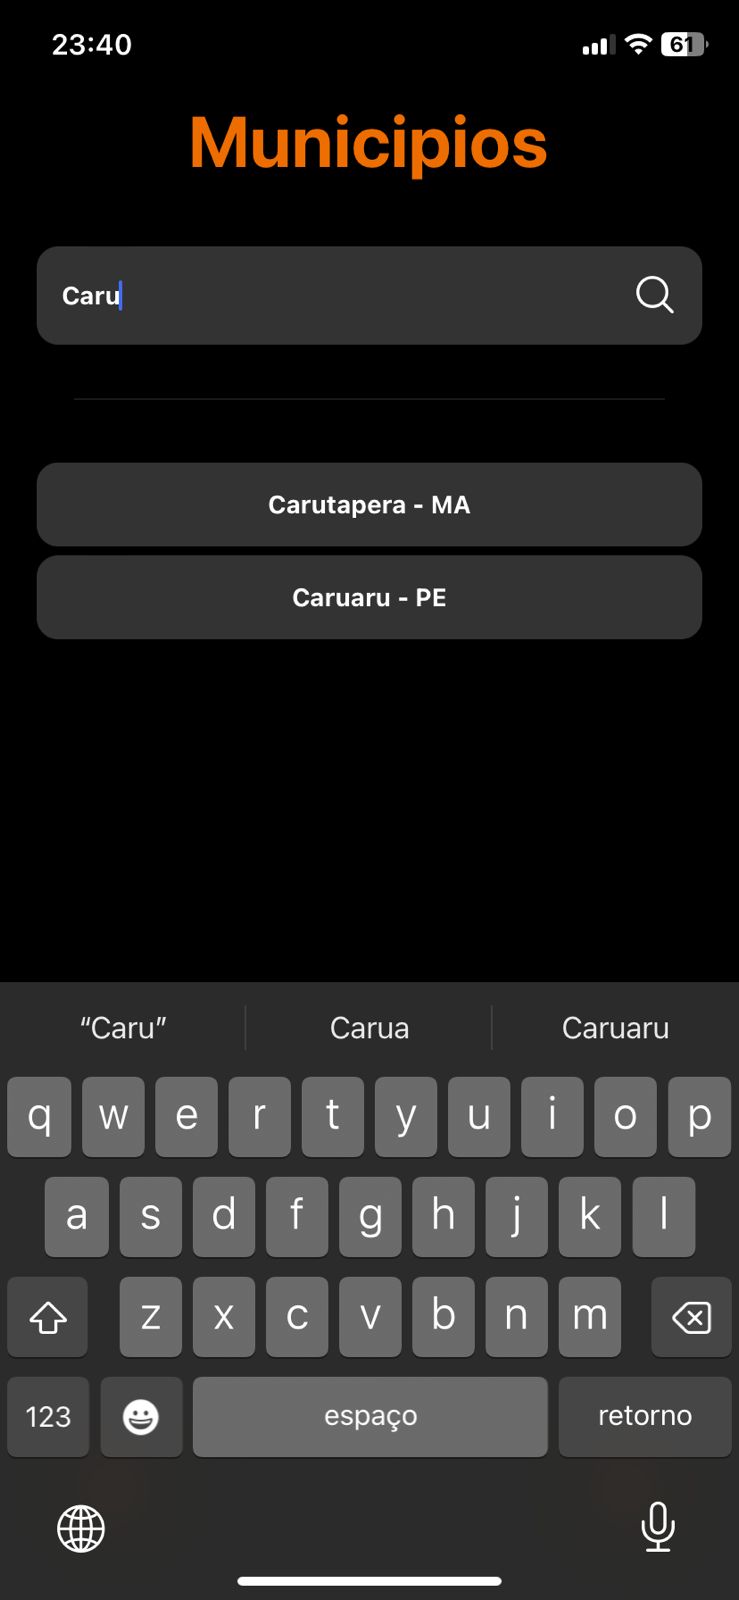 23:40
61
Municipios
Caru
Carutapera - MA
Caruaru - PE
“Caru” Carua Caruaru
q w e r t y u i o p
a s d f g h j k l
z x c v b n m
123 espaço retorno